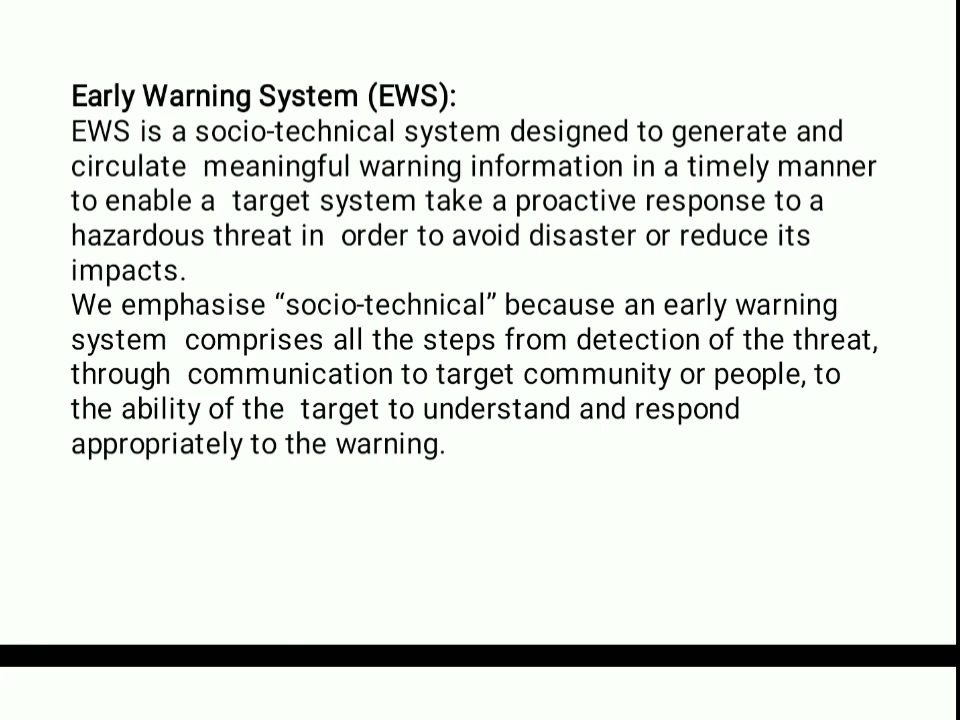 Early Warning System (EWS):
EWS is a socio-technical system designed to generate and
circulate  meaningful warning information in a timely manner
to enable a  target system take a proactive response to a
hazardous threat in  order to avoid disaster or reduce its
impacts.
We emphasise “socio-technical” because an early warning
system  comprises all the steps from detection of the threat,
through  communication to target community or people, to
the ability of the  target to understand and respond
appropriately to the warning.